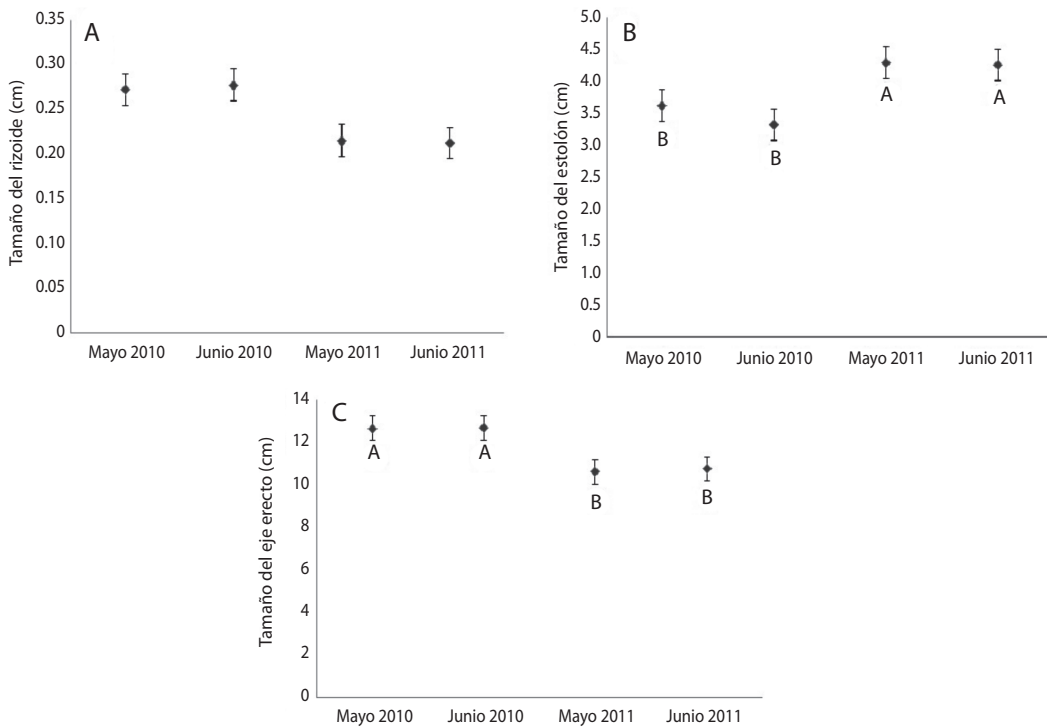 A
Tamaño del rizoide (cm)
0.35
0.30
0.25
0.20
0.15
0.10
0.05
0
Mayo 2010 Junio 2010 Mayo 2011 Junio 2011
B
Tamaño del estolón (cm)
5.0
4.5
4.0
3.5
3.0
2.5
2.0
1.5
1.0
0.5
0
B B A A
Mayo 2010 Junio 2010 Mayo 2011 Junio 2011
C
Tamaño del eje erecto (cm)
14
12
10
8
6
4
2
0
A A B B
Mayo 2010 Junio 2010 Mayo 2011 Junio 2011